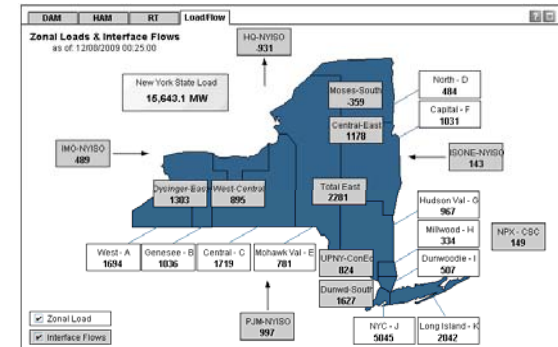 DAM
HAM
RT
Load/Flow
Zonal Loads & Interface Flows
as of: 12/08/2009 00:25:00
New York State Load
15,643.1 MW
HQ-NYISO
-931
Moses-South
-359
Central-East
1178
North - D
484
Capital - F
1031
IMO-NYISO
489
ISONE-NYISO
143
Dysinger-East
1303
West-Central
895
Total East
2281
Hudson Val - G
967
Millwood - H
334
NPX - CSC
149
West - A
1694
Genesee - B
1036
Central - C
1719
Mohawk Val - E
781
UPNY-ConEd
824
Dunwoodie - I
507
Dunwd-South
1627
PJM-NYISO
997
NYC - J
5045
Long Island - K
2042
Zonal Load
Interface Flows